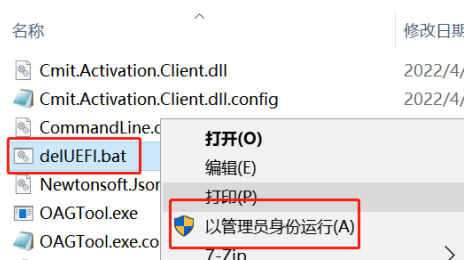 名称
修改日期
Cmit.Activation.Client.dll
2022/4/
Cmit.Activation.Client.dll.config
2022/4/
CommandLine.d
打开(O)
delUEFI.bat
编辑(E)
Newtonsoft.Json
打印(P)
OAGTool.exe
以管理员身份运行(A)
OAGTool.exe.co
7-Zip